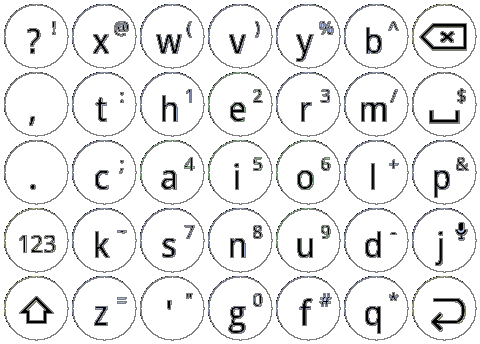 ? ! x @ w ( v ) y % b ^
, t : h 1 e 2 r 3 m / $
. c ; a 4 i 5 o 6 l + p &
123 k ~ s 7 n 8 u 9 d - j
z = ' " g 0 f # q *